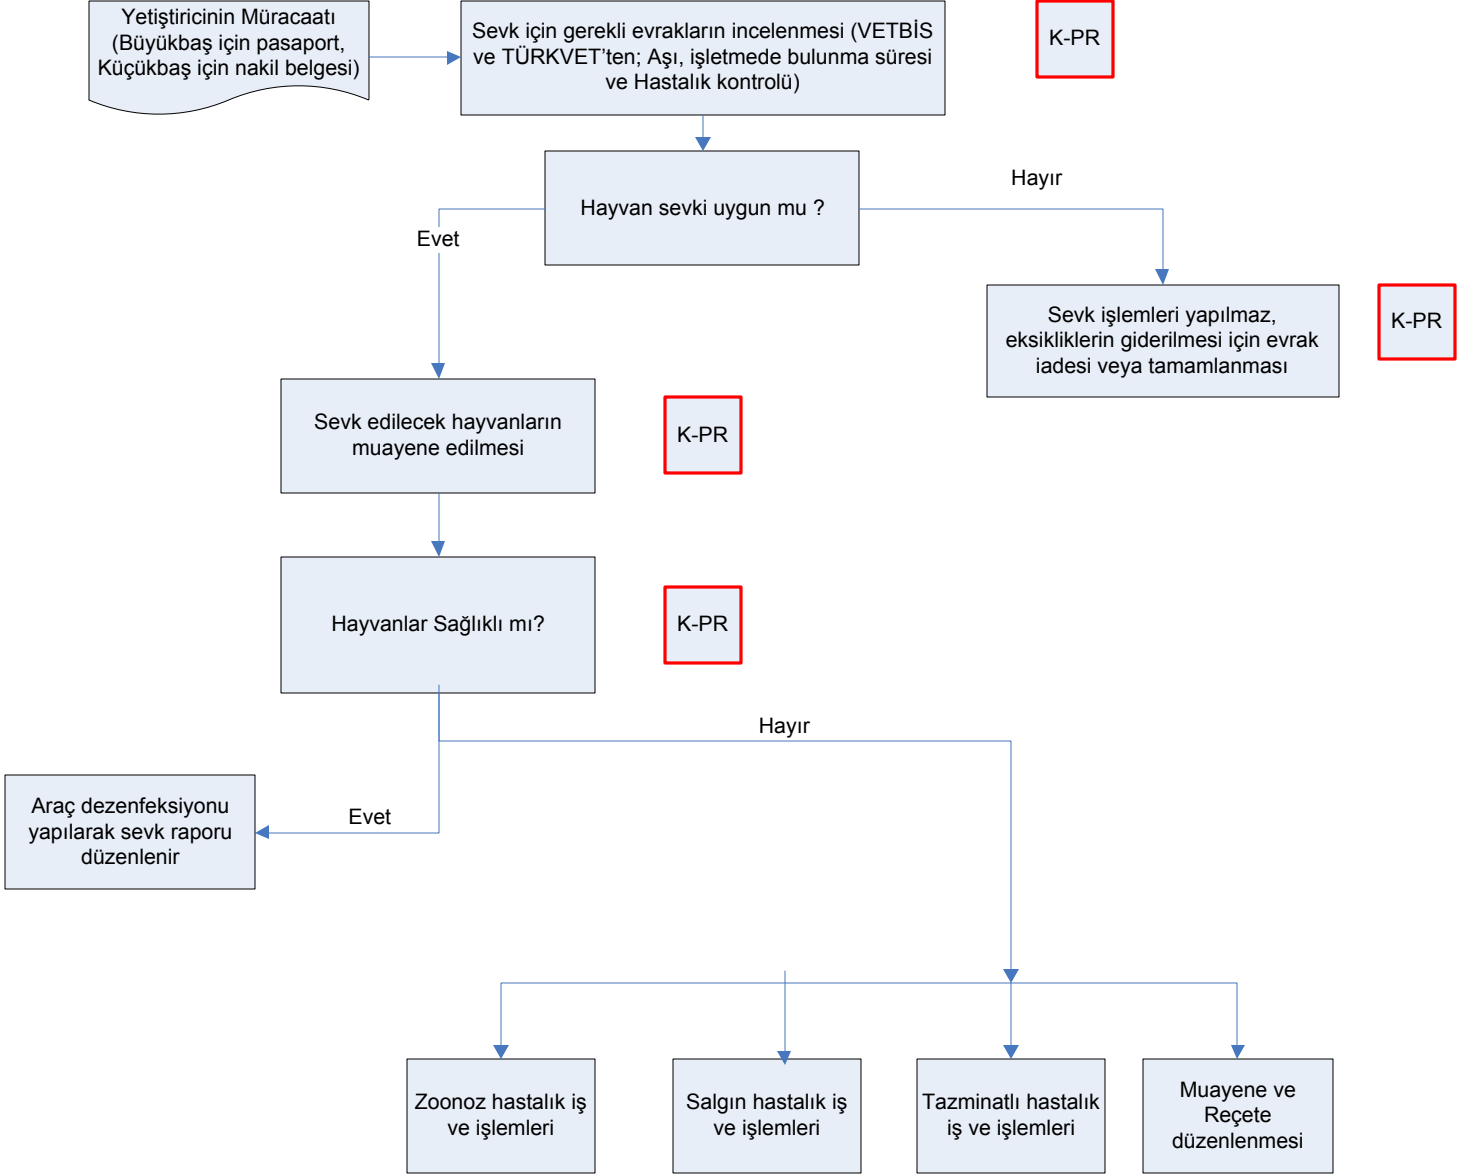 Yetiştiricinin Müracaatı
(Büyükbaş için pasaport,
Küçükbaş için nakil belgesi)
Sevk için gerekli evrakların incelenmesi (VETBİS
ve TÜRKVET’ten; Aşı, işletmede bulunma süresi
ve Hastalık kontrolü)
K-PR
Hayvan sevki uygun mu ?
Hayır
Evet
Sevk işlemleri yapılmaz,
eksikliklerin giderilmesi için evrak
iadesi veya tamamlanması
K-PR
Sevk edilecek hayvanların
muayene edilmesi
K-PR
Hayvanlar Sağlıklı mı?
K-PR
Hayır
Evet
Araç dezenfeksiyonu
yapılarak sevk raporu
düzenlenir
Zoonoz hastalık iş
ve işlemleri
Salgın hastalık iş
ve işlemleri
Tazminatlı hastalık
iş ve işlemleri
Muayene ve
Reçete
düzenlenmesi